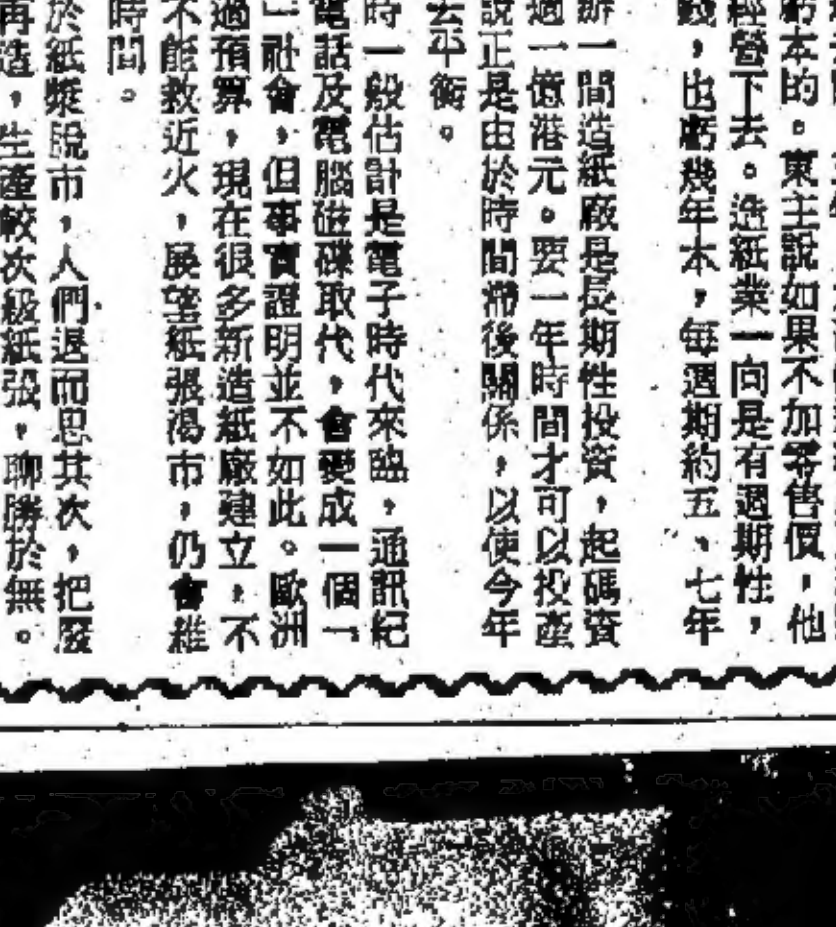 虧本的。東主說如果不加零售價，他
經營下去。造紙業一向是有週期性，
錢，出虧幾年本，每週期約五、七年
辦一間造紙廠是長期性投資，起碼資
過一億港元。要一年時間才可以投產
說正是由於時間滯後關係，以使今年
去平衡。
時一般估計是電子時代來臨，通訊紀
電話及電腦磁碟取代，會變成一個「
」社會，但事實證明並不如此。歐洲
過預算，現在很多新造紙廠建立，不
不能救近火，展望紙張渴市，仍會維
時間。
於紙漿脫市，人們退而思其次，把廢
再造，生產較次級紙張，聊勝於無。